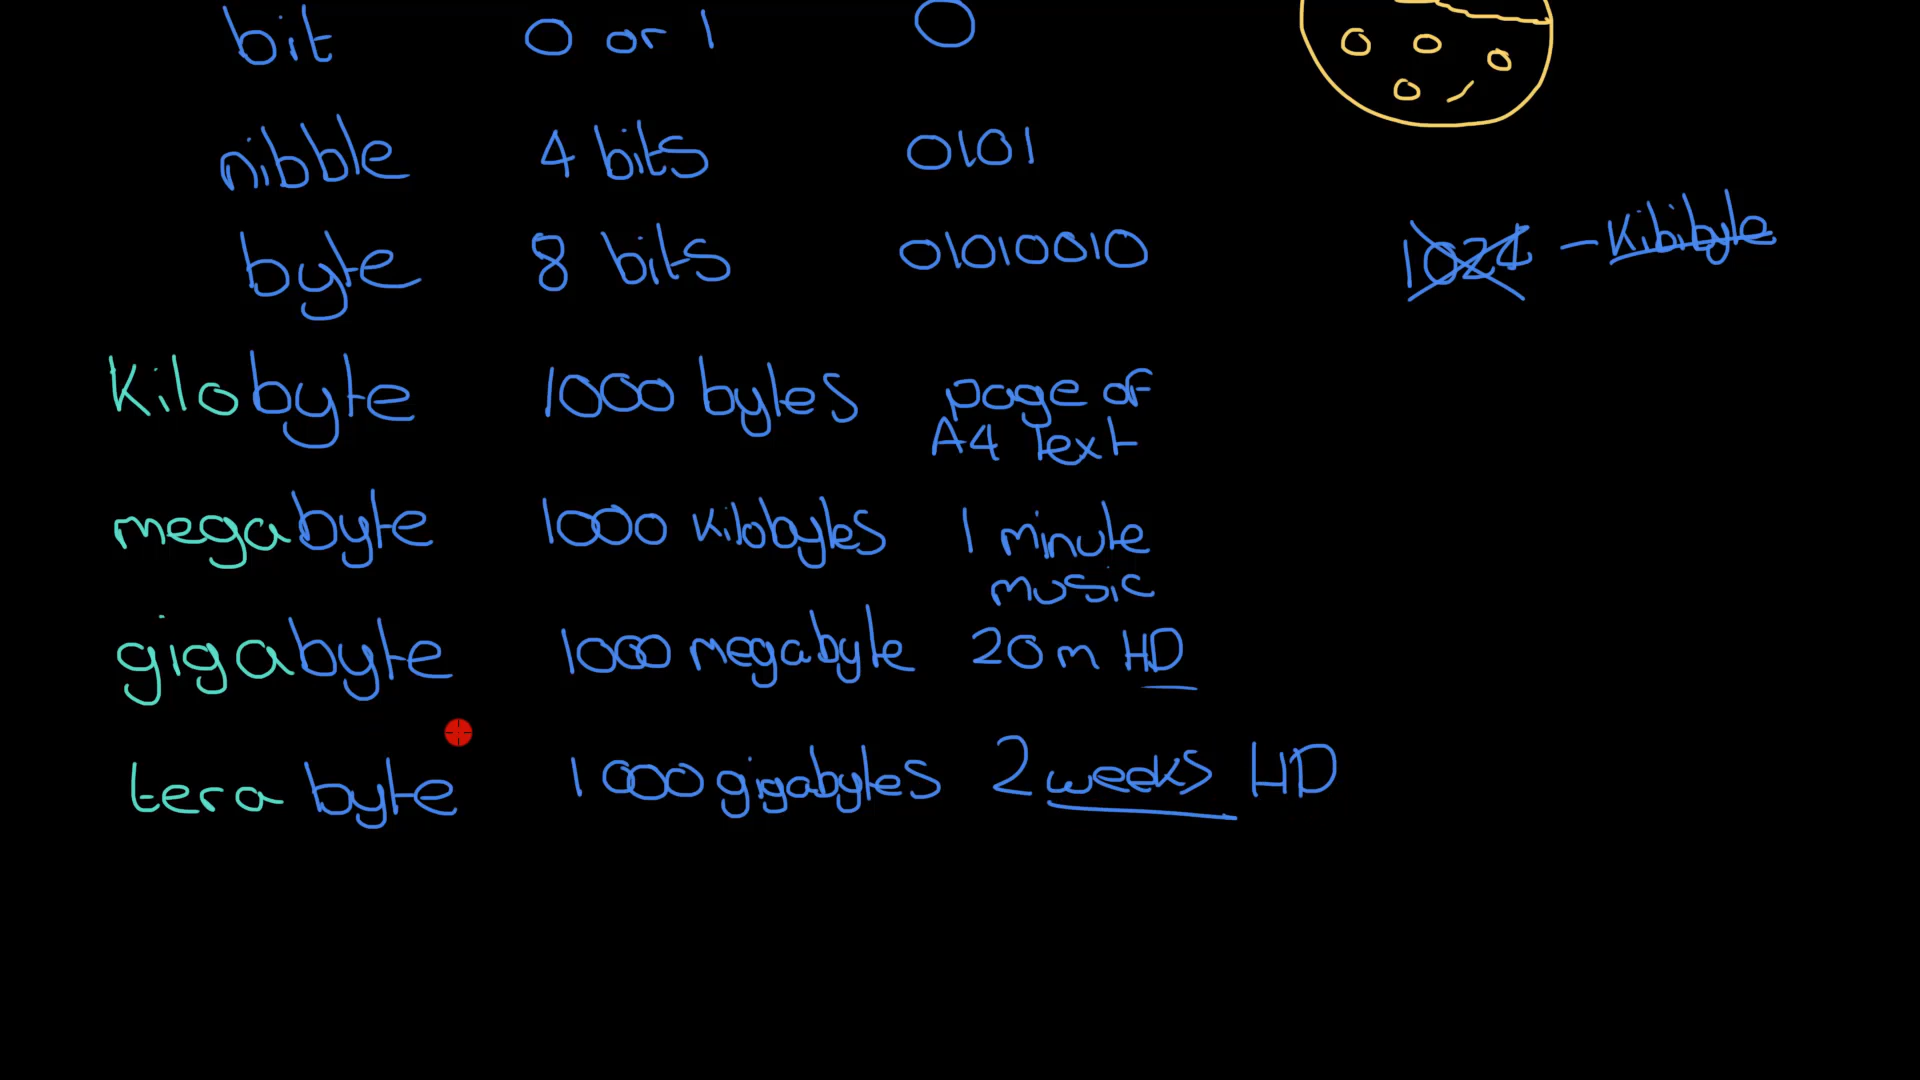 bit 0 or 1 0
nibble 4 bits 0101
byte 8 bits 01010010
1024 - Kibibyte
Kilobyte 1000 bytes page of
A4 text
megabyte 1000 kilobytes 1 minute
music
gigabyte 1000 megabyte 20m HD
tera byte 1000 gigabytes 2 weeks HD